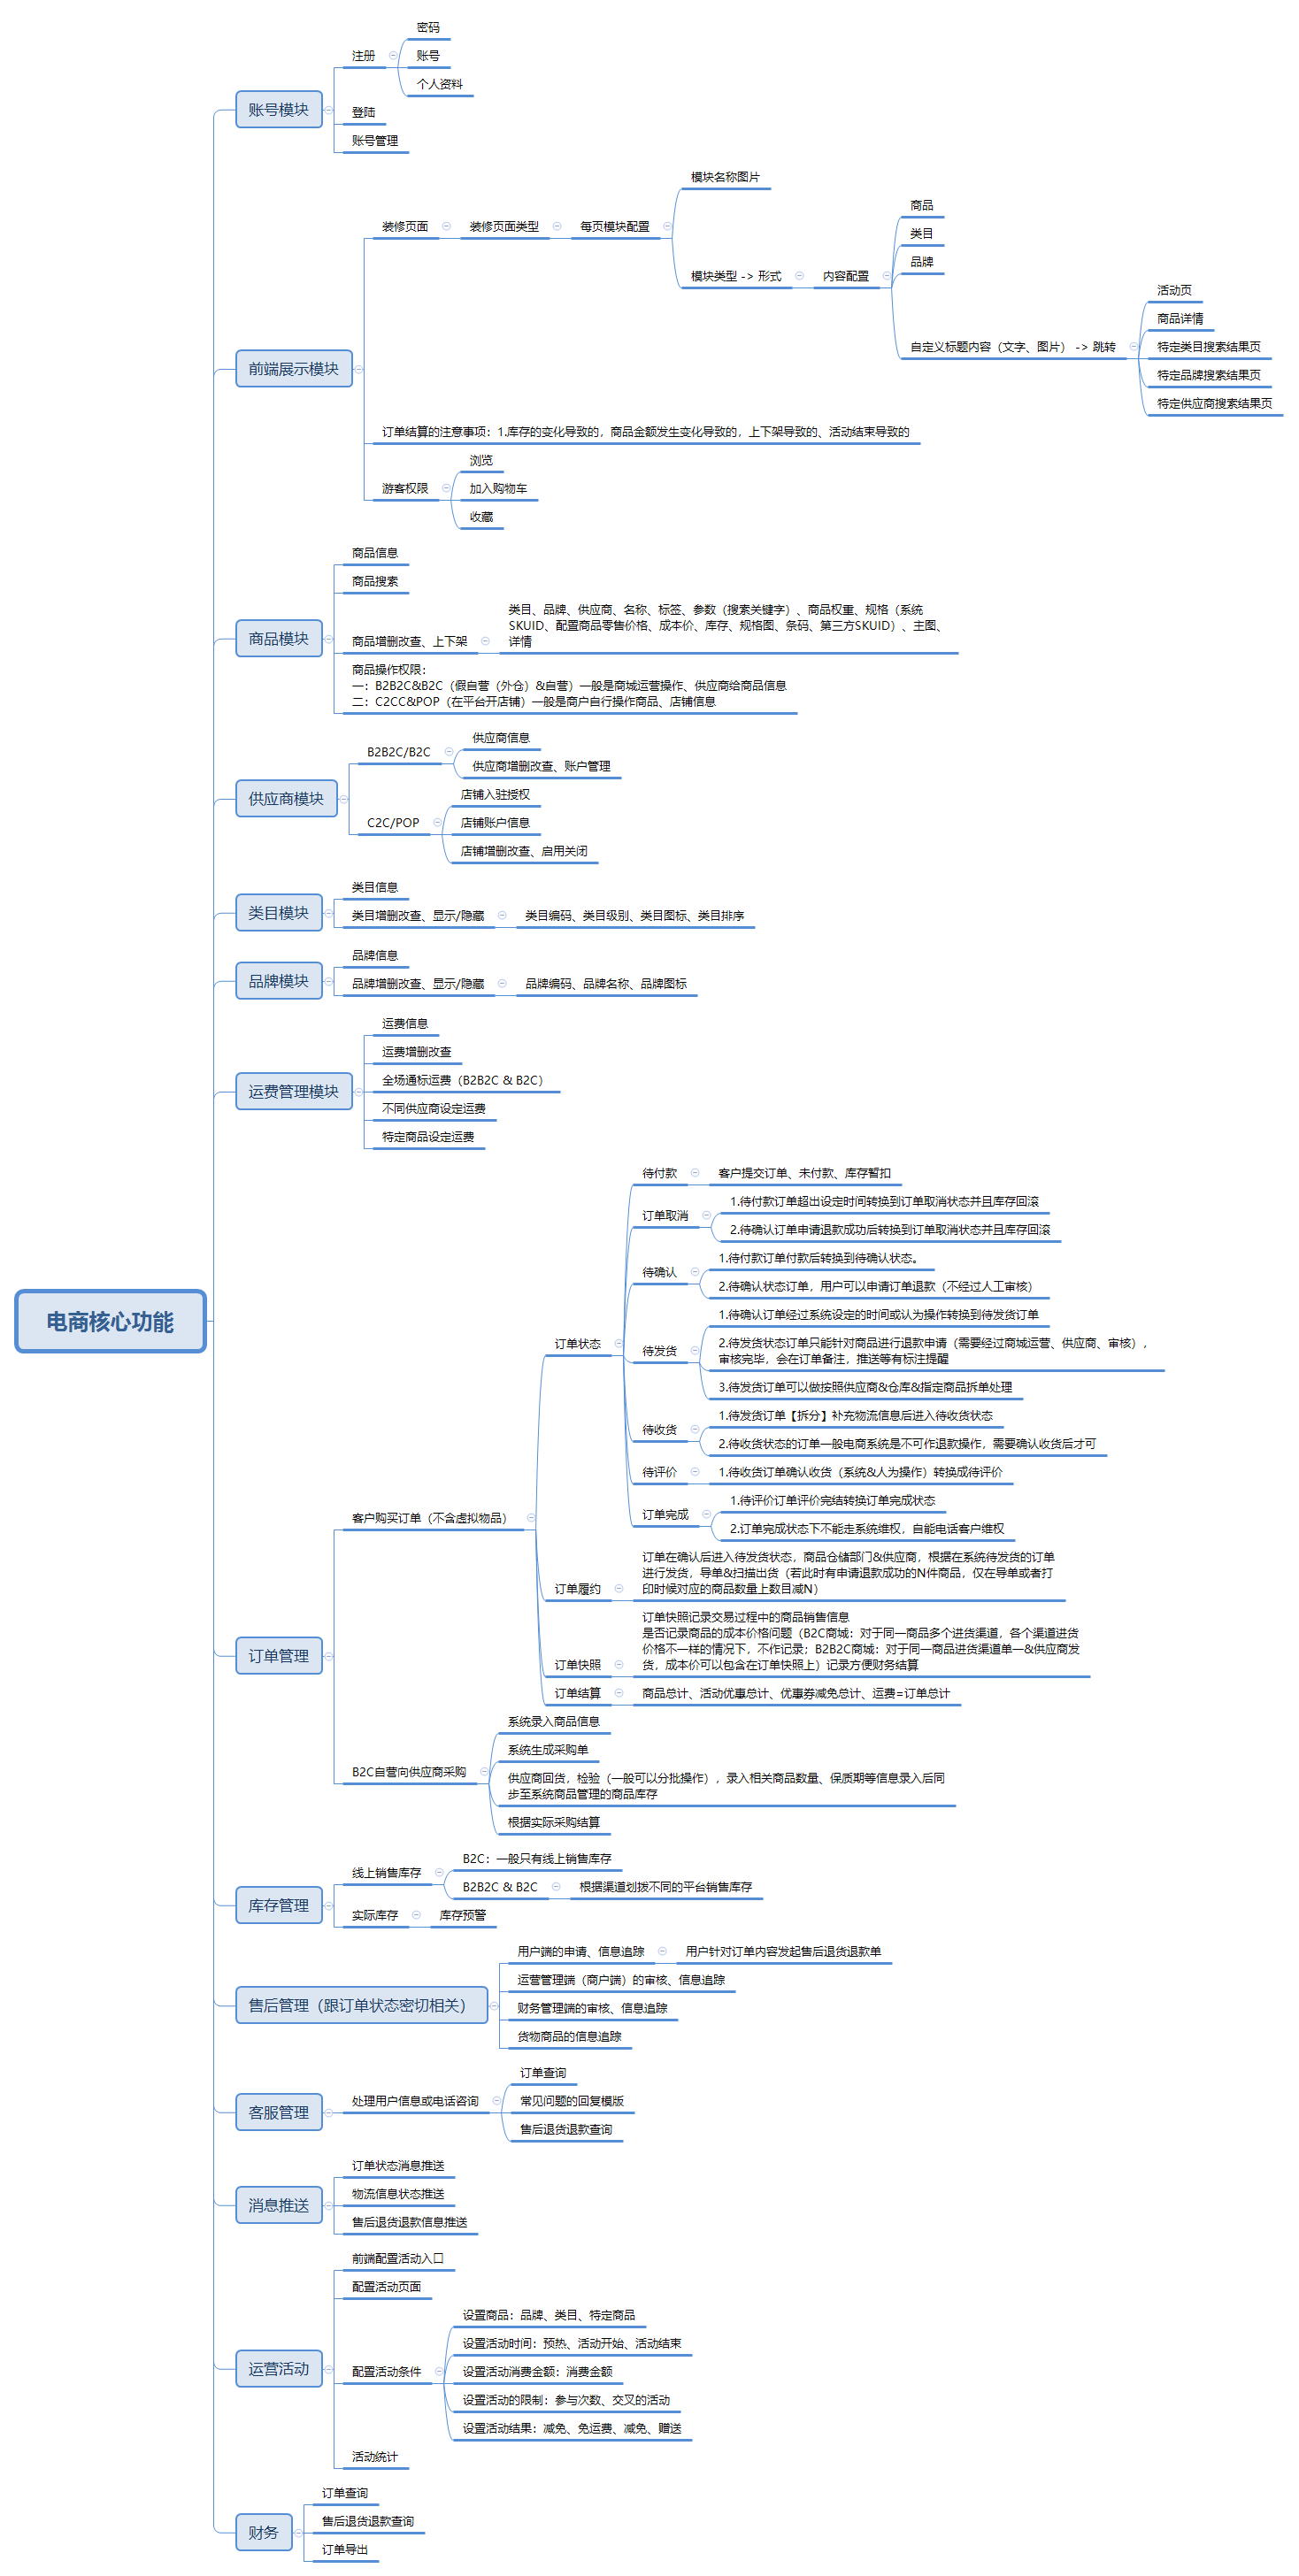 电商核心功能
账号模块
注册
密码
账号
个人资料
登陆
账号管理
前端展示模块
装修页面
装修页面类型
每页模块配置
模块名称图片
模块类型 -> 形式
内容配置
商品
类目
品牌
自定义标题内容（文字、图片） -> 跳转
活动页
商品详情
特定类目搜索结果页
特定品牌搜索结果页
特定供应商搜索结果页
订单结算的注意事项：1.库存的变化导致的，商品金额发生变化导致的，上下架导致的、活动结束导致的
游客权限
浏览
加入购物车
收藏
商品模块
商品信息
商品搜索
商品增删改查、上下架
类目、品牌、供应商、名称、标签、参数（搜索关键字）、商品权重、规格（系统
SKUID、配置商品零售价格、成本价、库存、规格图、条码、第三方SKUID）、主图、
详情
商品操作权限：
一：B2B2C&B2C（假自营（外仓）&自营）一般是商城运营操作、供应商给商品信息
二：C2CC&POP（在平台开店铺）一般是商户自行操作商品、店铺信息
供应商模块
B2B2C/B2C
供应商信息
供应商增删改查、账户管理
C2C/POP
店铺入驻授权
店铺账户信息
店铺增删改查、启用关闭
类目模块
类目信息
类目增删改查、显示/隐藏
类目编码、类目级别、类目图标、类目排序
品牌模块
品牌信息
品牌增删改查、显示/隐藏
品牌编码、品牌名称、品牌图标
运费管理模块
运费信息
运费增删改查
全场通标运费（B2B2C & B2C）
不同供应商设定运费
特定商品设定运费
订单管理
客户购买订单（不含虚拟物品）
订单状态
待付款
客户提交订单、未付款、库存暂扣
订单取消
1.待付款订单超出设定时间转换到订单取消状态并且库存回滚
2.待确认订单申请退款成功后转换到订单取消状态并且库存回滚
待确认
1.待付款订单付款后转换到待确认状态。
2.待确认状态订单，用户可以申请订单退款（不经过人工审核）
待发货
1.待确认订单经过系统设定的时间或认为操作转换到待发货订单
2.待发货状态订单只能针对商品进行退款申请（需要经过商城运营、供应商、审核），
审核完毕，会在订单备注，推送等有标注提醒
3.待发货订单可以做按照供应商&仓库&指定商品拆单处理
待收货
1.待发货订单【拆分】补充物流信息后进入待收货状态
2.待收货状态的订单一般电商系统是不可作退款操作，需要确认收货后才可
待评价
1.待收货订单确认收货（系统&人为操作）转换成待评价
订单完成
1.待评价订单评价完结转换订单完成状态
2.订单完成状态下不能走系统维权，自能电话客户维权
订单履约
订单在确认后进入待发货状态，商品仓储部门&供应商，根据在系统待发货的订单
进行发货，导单&扫描出货（若此时有申请退款成功的N件商品，仅在导单或者打
印时候对应的商品数量上数目减N）
订单快照
订单快照记录交易过程中的商品销售信息
是否记录商品的成本价格问题（B2C商城：对于同一商品多个进货渠道，各个渠道进货
价格不一样的情况下，不作记录；B2B2C商城：对于同一商品进货渠道单一&供应商发
货，成本价可以包含在订单快照上）记录方便财务结算
订单结算
商品总计、活动优惠总计、优惠券减免总计、运费=订单总计
B2C自营向供应商采购
系统录入商品信息
系统生成采购单
供应商回货，检验（一般可以分批操作），录入相关商品数量、保质期等信息录入后同
步至系统商品管理的商品库存
根据实际采购结算
库存管理
线上销售库存
B2C：一般只有线上销售库存
B2B2C & B2C
根据渠道划拨不同的平台销售库存
实际库存
库存预警
售后管理（跟订单状态密切相关）
用户端的申请、信息追踪
用户针对订单内容发起售后退货退款单
运营管理端（商户端）的审核、信息追踪
财务管理端的审核、信息追踪
货物商品的信息追踪
客服管理
处理用户信息或电话咨询
订单查询
常见问题的回复模版
售后退货退款查询
消息推送
订单状态消息推送
物流信息状态推送
售后退货退款信息推送
运营活动
前端配置活动入口
配置活动页面
配置活动条件
设置商品：品牌、类目、特定商品
设置活动时间：预热、活动开始、活动结束
设置活动消费金额：消费金额
设置活动的限制：参与次数、交叉的活动
设置活动结果：减免、免运费、减免、赠送
活动统计
财务
订单查询
售后退货退款查询
订单导出